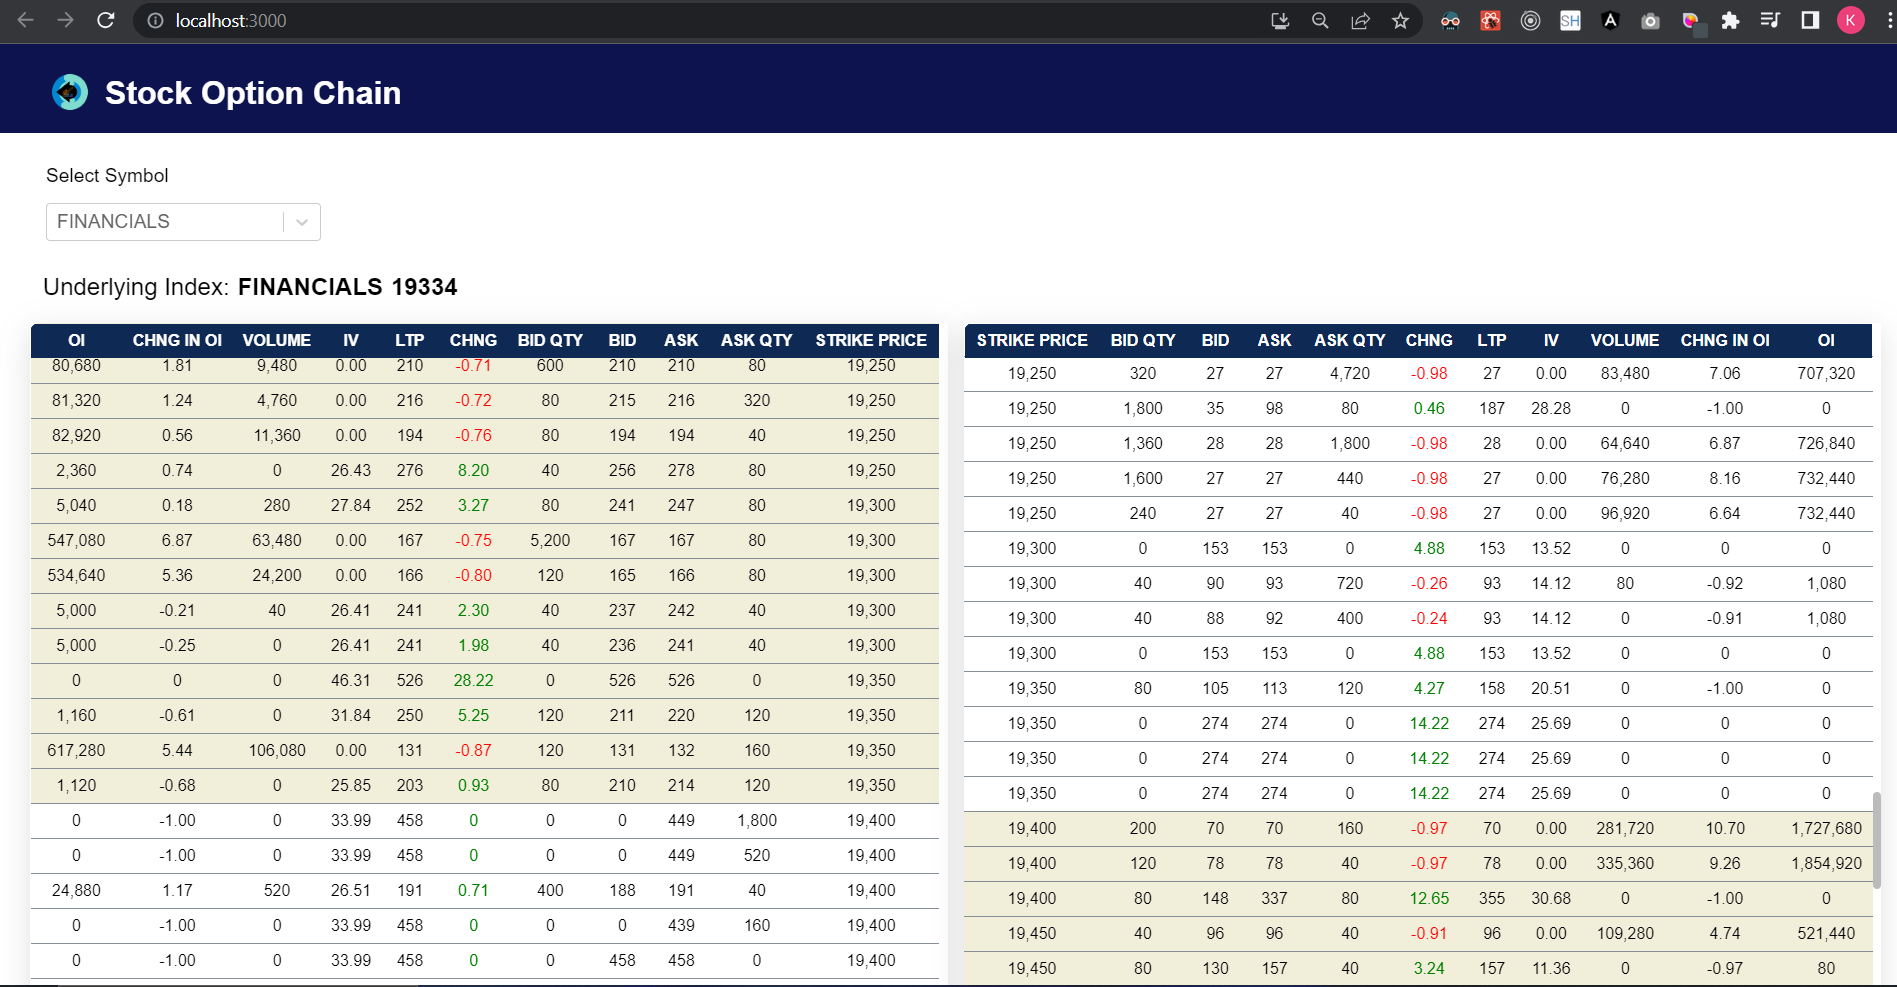 localhost:3000
SH
A
K
Stock Option Chain
Select Symbol
FINANCIALS
Underlying Index: FINANCIALS 19334
OI CHNG IN OI VOLUME IV LTP CHNG BID QTY BID ASK ASK QTY STRIKE PRICE
80,680 1.81 9,480 0.00 210 -0.71 600 210 210 80 19,250
81,320 1.24 4,760 0.00 216 -0.72 80 215 216 320 19,250
82,920 0.56 11,360 0.00 194 -0.76 80 194 194 40 19,250
2,360 0.74 0 26.43 276 8.20 40 256 278 80 19,250
5,040 0.18 280 27.84 252 3.27 80 241 247 80 19,300
547,080 6.87 63,480 0.00 167 -0.75 5,200 167 167 80 19,300
534,640 5.36 24,200 0.00 166 -0.80 120 165 166 80 19,300
5,000 -0.21 40 26.41 241 2.30 40 237 242 40 19,300
5,000 -0.25 0 26.41 241 1.98 40 236 241 40 19,300
0 0 0 46.31 526 28.22 0 526 526 0 19,350
1,160 -0.61 0 31.84 250 5.25 120 211 220 120 19,350
617,280 5.44 106,080 0.00 131 -0.87 120 131 132 160 19,350
1,120 -0.68 0 25.85 203 0.93 80 210 214 120 19,350
0 -1.00 0 33.99 458 0 0 0 449 1,800 19,400
0 -1.00 0 33.99 458 0 0 0 449 520 19,400
24,880 1.17 520 26.51 191 0.71 400 188 191 40 19,400
0 -1.00 0 33.99 458 0 0 0 439 160 19,400
0 -1.00 0 33.99 458 0 0 458 458 0 19,400
STRIKE PRICE BID QTY BID ASK ASK QTY CHNG LTP IV VOLUME CHNG IN OI OI
19,250 320 27 27 4,720 -0.98 27 0.00 83,480 7.06 707,320
19,250 1,800 35 98 80 0.46 187 28.28 0 -1.00 0
19,250 1,360 28 28 1,800 -0.98 28 0.00 64,640 6.87 726,840
19,250 1,600 27 27 440 -0.98 27 0.00 76,280 8.16 732,440
19,250 240 27 27 40 -0.98 27 0.00 96,920 6.64 732,440
19,300 0 153 153 0 4.88 153 13.52 0 0 0
19,300 40 90 93 720 -0.26 93 14.12 80 -0.92 1,080
19,300 40 88 92 400 -0.24 93 14.12 0 -0.91 1,080
19,300 0 153 153 0 4.88 153 13.52 0 0 0
19,350 80 105 113 120 4.27 158 20.51 0 -1.00 0
19,350 0 274 274 0 14.22 274 25.69 0 0 0
19,350 0 274 274 0 14.22 274 25.69 0 0 0
19,350 0 274 274 0 14.22 274 25.69 0 0 0
19,400 200 70 70 160 -0.97 70 0.00 281,720 10.70 1,727,680
19,400 120 78 78 40 -0.97 78 0.00 335,360 9.26 1,854,920
19,400 80 148 337 80 12.65 355 30.68 0 -1.00 0
19,450 40 96 96 40 -0.91 96 0.00 109,280 4.74 521,440
19,450 80 130 157 40 3.24 157 11.36 0 -0.97 80